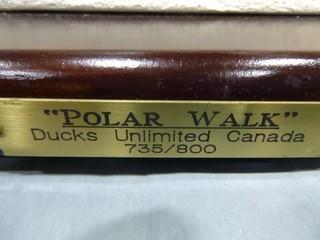 "POLAR WALK"
Ducks Unlimited Canada
735/800